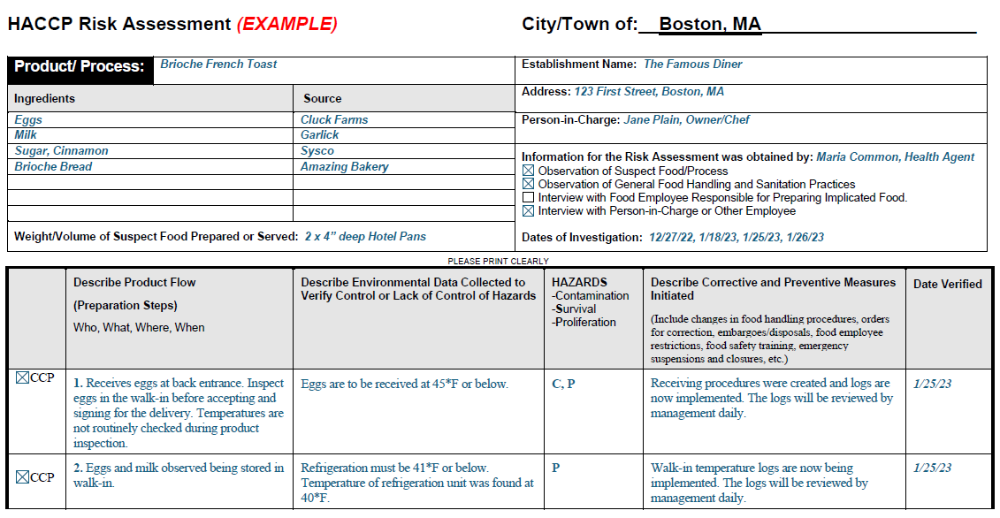 HACCP Risk Assessment (EXAMPLE)
City/Town of: Boston, MA
Product/ Process: Brioche French Toast
Ingredients Source
Eggs Cluck Farms
Milk Garlick
Sugar, Cinnamon Sysco
Brioche Bread Amazing Bakery
Weight/Volume of Suspect Food Prepared or Served: 2 x 4” deep Hotel Pans
Establishment Name: The Famous Diner
Address: 123 First Street, Boston, MA
Person-in-Charge: Jane Plain, Owner/Chef
Information for the Risk Assessment was obtained by: Maria Common, Health Agent
☒ Observation of Suspect Food/Process
☒ Observation of General Food Handling and Sanitation Practices
☐ Interview with Food Employee Responsible for Preparing Implicated Food.
☒ Interview with Person-in-Charge or Other Employee
Dates of Investigation: 12/27/22, 1/18/23, 1/25/23, 1/26/23
PLEASE PRINT CLEARLY
Describe Product Flow
(Preparation Steps)
Who, What, Where, When
Describe Environmental Data Collected to
Verify Control or Lack of Control of Hazards
HAZARDS
-Contamination
-Survival
-Proliferation
Describe Corrective and Preventive Measures
Initiated
(Include changes in food handling procedures, orders
for correction, embargoes/disposals, food employee
restrictions, food safety training, emergency
suspensions and closures, etc.)
Date Verified
☒CCP
1. Receives eggs at back entrance. Inspect
eggs in the walk-in before accepting and
signing for the delivery. Temperatures are
not routinely checked during product
inspection.
Eggs are to be received at 45*F or below.
C, P
Receiving procedures were created and logs are
now implemented. The logs will be reviewed by
management daily.
1/25/23
☒CCP
2. Eggs and milk observed being stored in
walk-in.
Refrigeration must be 41*F or below.
Temperature of refrigeration unit was found at
40*F.
P
Walk-in temperature logs are now being
implemented. The logs will be reviewed by
management daily.
1/25/23